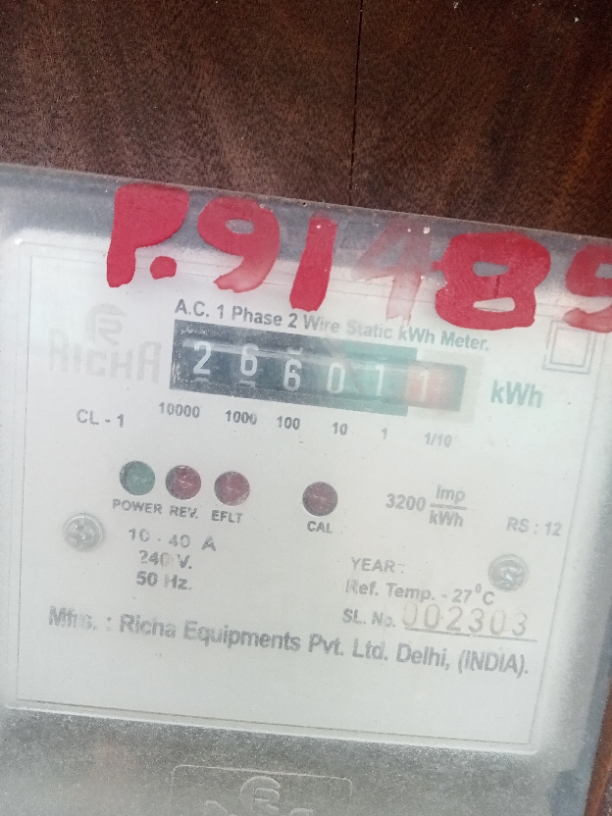 P.91485
A.C. 1 Phase 2 Wire Static kWh Meter.
RICHA
266011 kWh
CL - 1
10000 1000 100 10 1 1/10
POWER REV. EFLT CAL
3200 Imp/kWh
RS : 12
10 - 40 A
240 V.
50 Hz.
YEAR :
Ref. Temp. - 27°C
SL. No. 002303
Mfrs. : Richa Equipments Pvt. Ltd. Delhi, (INDIA).